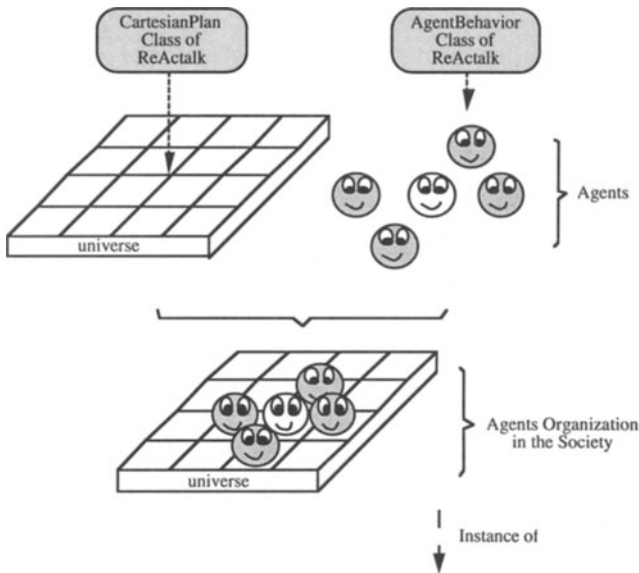 CartesianPlan
Class of
ReActalk
AgentBehavior
Class of
ReActalk
universe
Agents
universe
Agents Organization
in the Society
Instance of